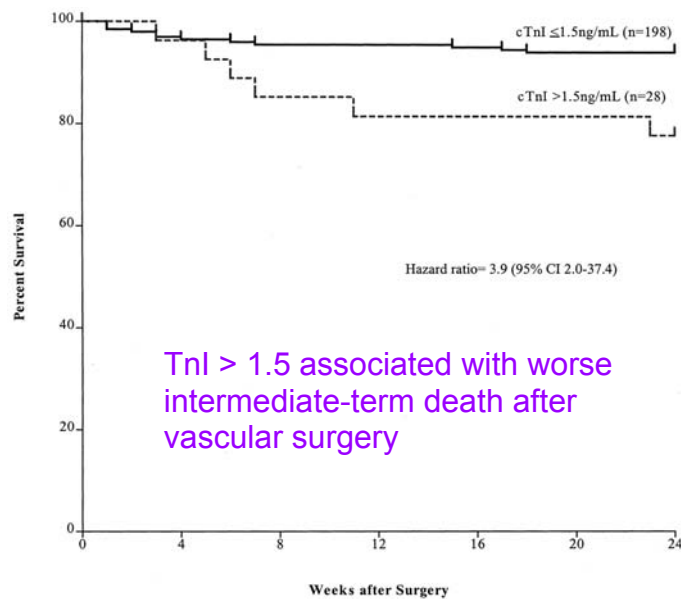 100
cTnI ≤1.5ng/mL (n=198)
cTnI >1.5ng/mL (n=28)
80
60
Percent Survival
Hazard ratio= 3.9 (95% CI 2.0-37.4)
40
TnI > 1.5 associated with worse
intermediate-term death after
vascular surgery
20
0
0 4 8 12 16 20 24
Weeks after Surgery